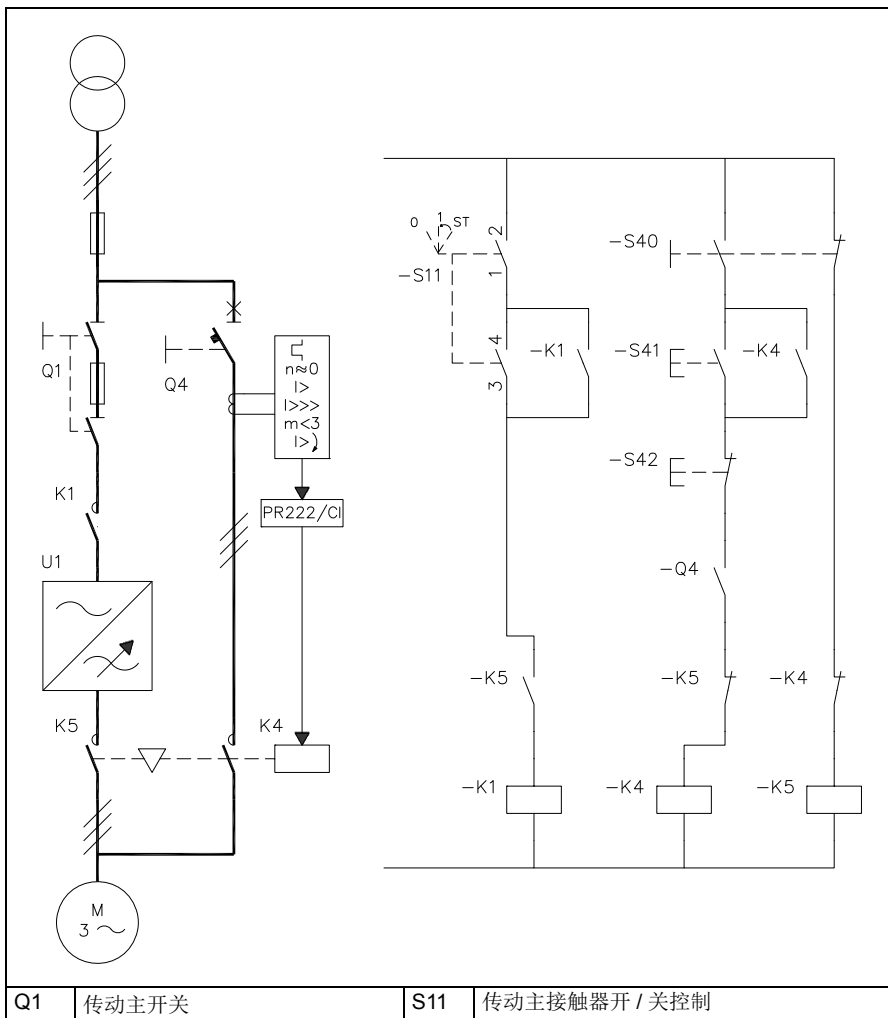 0 1 ST
-S11
2
1
4
3
-K1
-S40
-S41
-K4
-S42
-Q4
-K5
-K5
-K4
-K1
-K4
-K5
Q1
Q4
n≈0
I>
I>>>
m<3
I>
PR222/CI
K1
U1
K5
K4
M
3 ~
Q1 传动主开关 S11 传动主接触器开 / 关控制